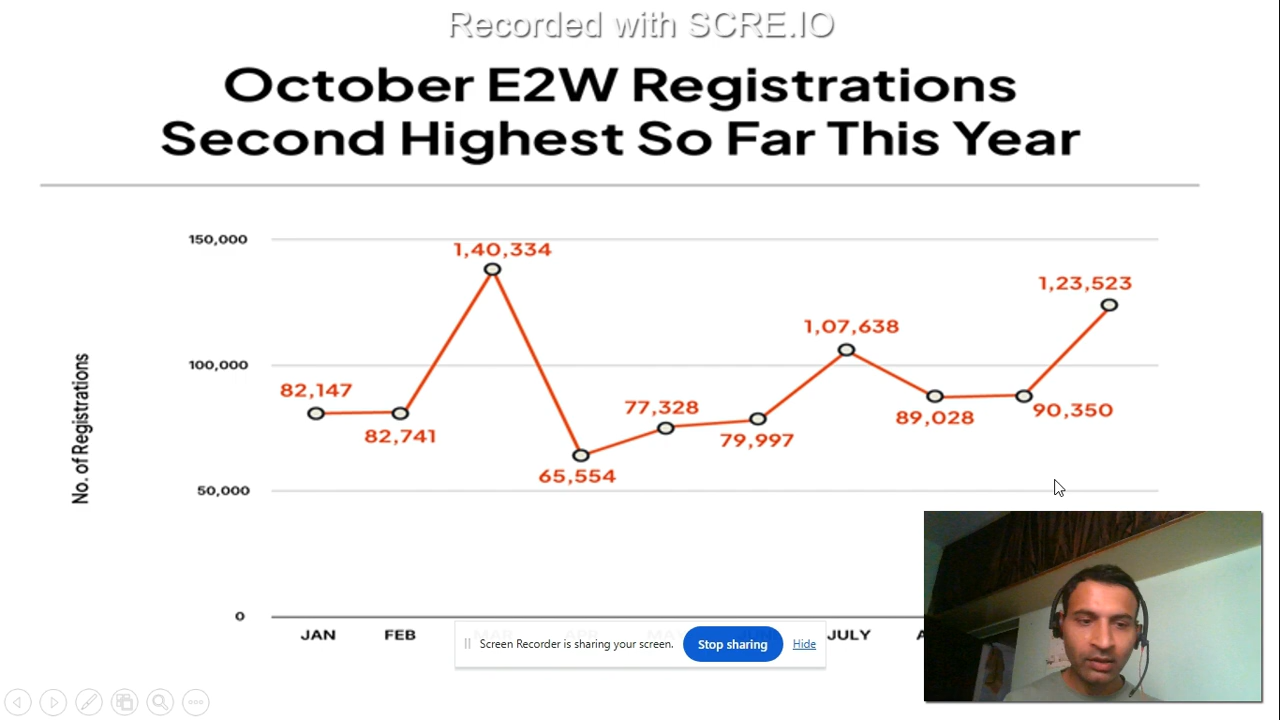 Recorded with SCRE.IO
October E2W Registrations
Second Highest So Far This Year
No. of Registrations
150,000
100,000
50,000
0
82,147
82,741
1,40,334
65,554
77,328
79,997
1,07,638
89,028
90,350
1,23,523
JAN FEB JULY
Screen Recorder is sharing your screen. Stop sharing Hide